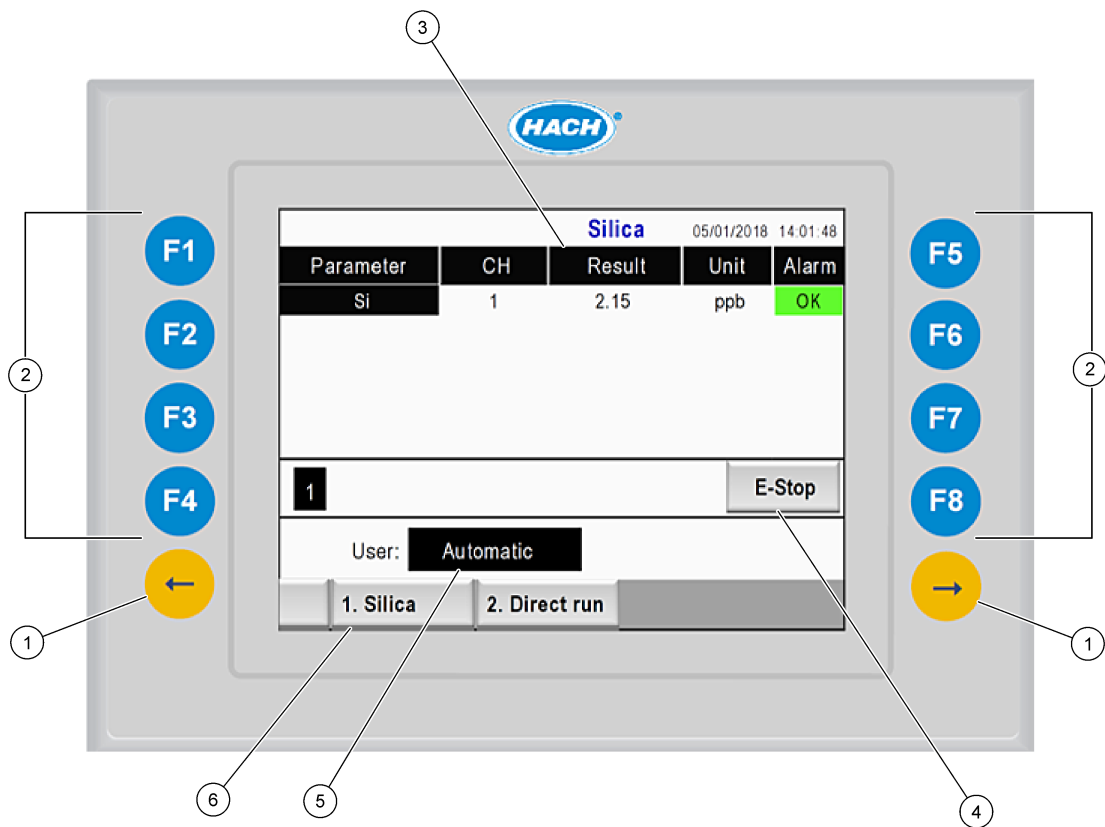 3
HACH
Silica 05/01/2018 14:01:48
Parameter CH Result Unit Alarm
Si 1 2.15 ppb OK
F1
F2
F3
F4
←
F5
F6
F7
F8
→
2
2
1 E-Stop
User: Automatic
1. Silica 2. Direct run
1
1
6
5
4